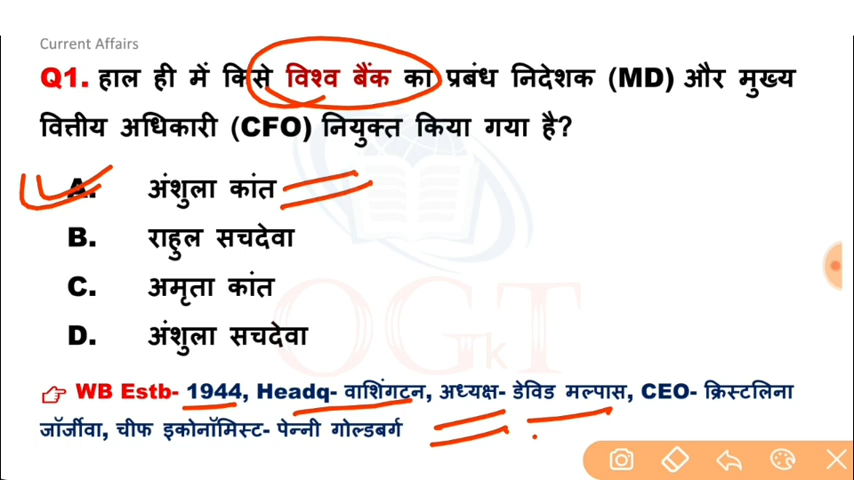 Current Affairs
Q1. हाल ही में किसे विश्व बैंक का प्रबंध निदेशक (MD) और मुख्य
वित्तीय अधिकारी (CFO) नियुक्त किया गया है?
A. अंशुला कांत
B. राहुल सचदेवा
C. अमृता कांत
D. अंशुला सचदेवा
OGT
k
WB Estb- 1944, Headq- वाशिंगटन, अध्यक्ष- डेविड मल्पास, CEO- क्रिस्टलिना
जॉर्जीवा, चीफ इकोनॉमिस्ट- पेन्नी गोल्डबर्ग